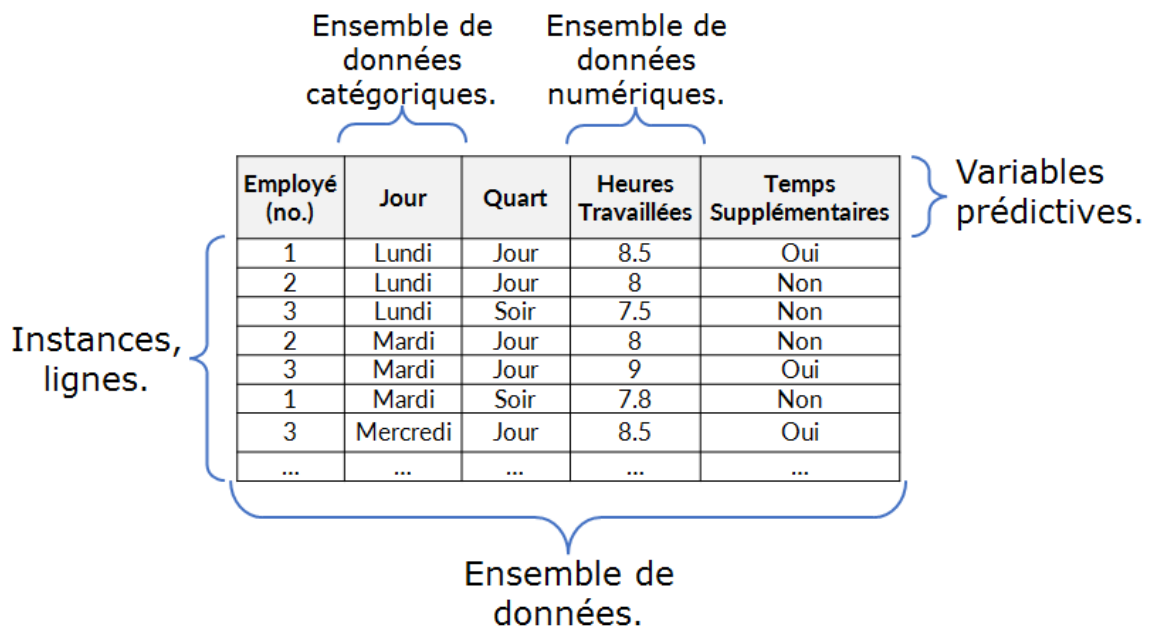 Ensemble de données catégoriques.
Ensemble de données numériques.
Employé (no.) Jour Quart Heures Travaillées Temps Supplémentaires
Variables prédictives.
1 Lundi Jour 8.5 Oui
2 Lundi Jour 8 Non
3 Lundi Soir 7.5 Non
2 Mardi Jour 8 Non
3 Mardi Jour 9 Oui
1 Mardi Soir 7.8 Non
3 Mercredi Jour 8.5 Oui
... ... ... ... ...
Instances,
lignes.
Ensemble de
données.